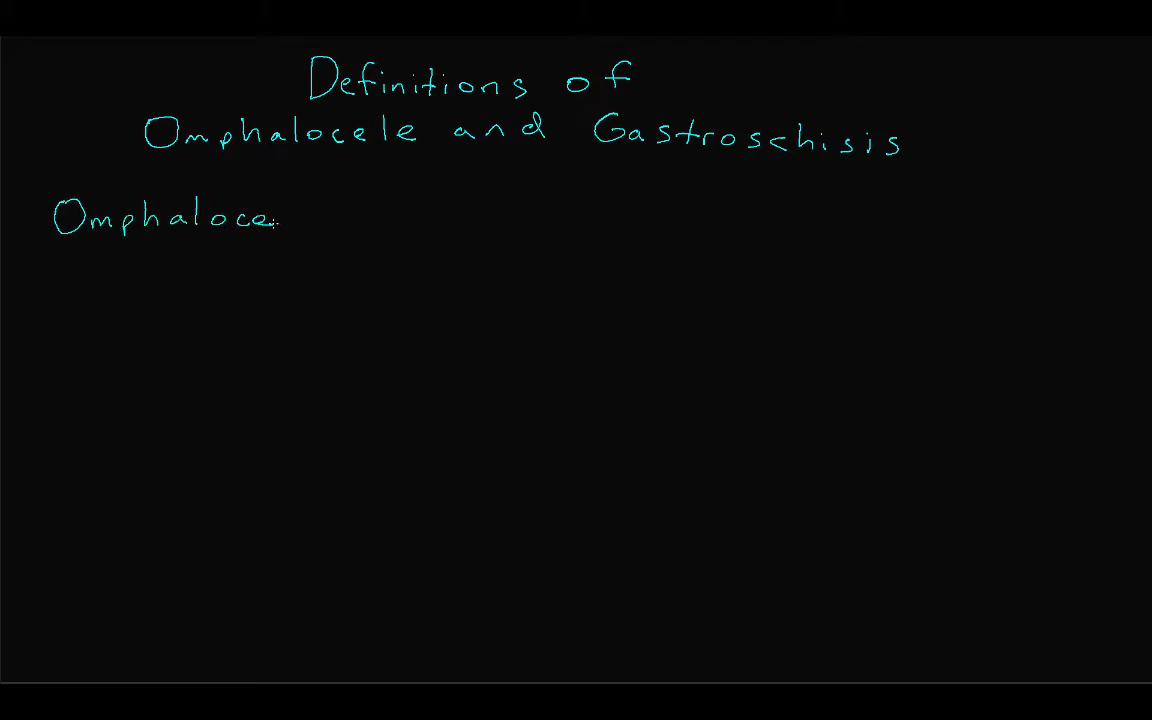 Definitions of
Omphalocele and Gastroschisis
Omphaloce